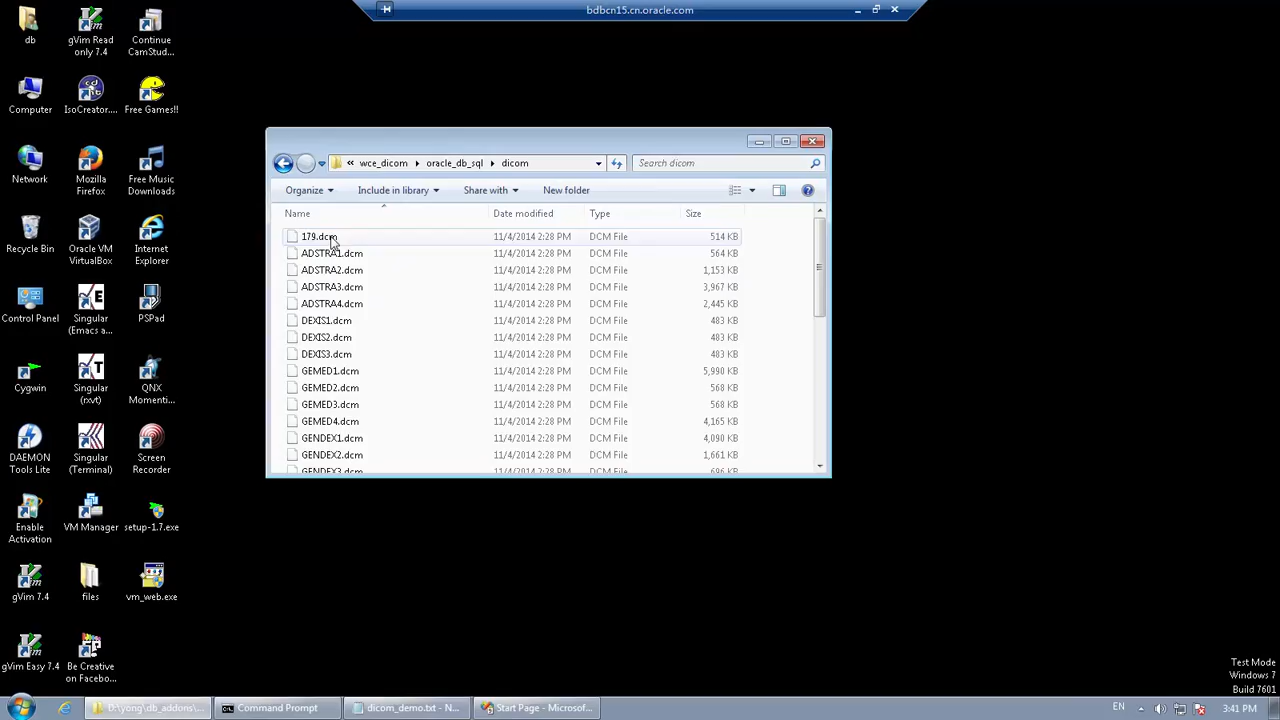 bdbcn15.cn.oracle.com
db
gVim Read only 7.4
Continue CamStud...
Computer
IsoCreator....
Free Games!!
Network
Mozilla Firefox
Free Music Downloads
Recycle Bin
Oracle VM VirtualBox
Internet Explorer
Control Panel
Singular (Emacs a...
PSPad
Cygwin
Singular (rxvt)
QNX Momenti...
DAEMON Tools Lite
Singular (Terminal)
Screen Recorder
Enable Activation
VM Manager
setup-1.7.exe
gVim 7.4
files
vm_web.exe
gVim Easy 7.4
Be Creative on Facebo...
« wce_dicom oracle_db_sql dicom
Search dicom
Organize Include in library Share with New folder
Name Date modified Type Size
179.dcm 11/4/2014 2:28 PM DCM File 514 KB
ADSTRA1.dcm 11/4/2014 2:28 PM DCM File 564 KB
ADSTRA2.dcm 11/4/2014 2:28 PM DCM File 1,153 KB
ADSTRA3.dcm 11/4/2014 2:28 PM DCM File 3,967 KB
ADSTRA4.dcm 11/4/2014 2:28 PM DCM File 2,445 KB
DEXIS1.dcm 11/4/2014 2:28 PM DCM File 483 KB
DEXIS2.dcm 11/4/2014 2:28 PM DCM File 483 KB
DEXIS3.dcm 11/4/2014 2:28 PM DCM File 483 KB
GEMED1.dcm 11/4/2014 2:28 PM DCM File 5,990 KB
GEMED2.dcm 11/4/2014 2:28 PM DCM File 568 KB
GEMED3.dcm 11/4/2014 2:28 PM DCM File 568 KB
GEMED4.dcm 11/4/2014 2:28 PM DCM File 4,165 KB
GENDEX1.dcm 11/4/2014 2:28 PM DCM File 4,090 KB
GENDEX2.dcm 11/4/2014 2:28 PM DCM File 1,661 KB
GENDEX3.dcm 11/4/2014 2:28 PM DCM File 696 KB
Test Mode
Windows 7
Build 7601
D:\yong\db_addons\...
Command Prompt
dicom_demo.txt - N...
Start Page - Microsof...
EN
3:41 PM